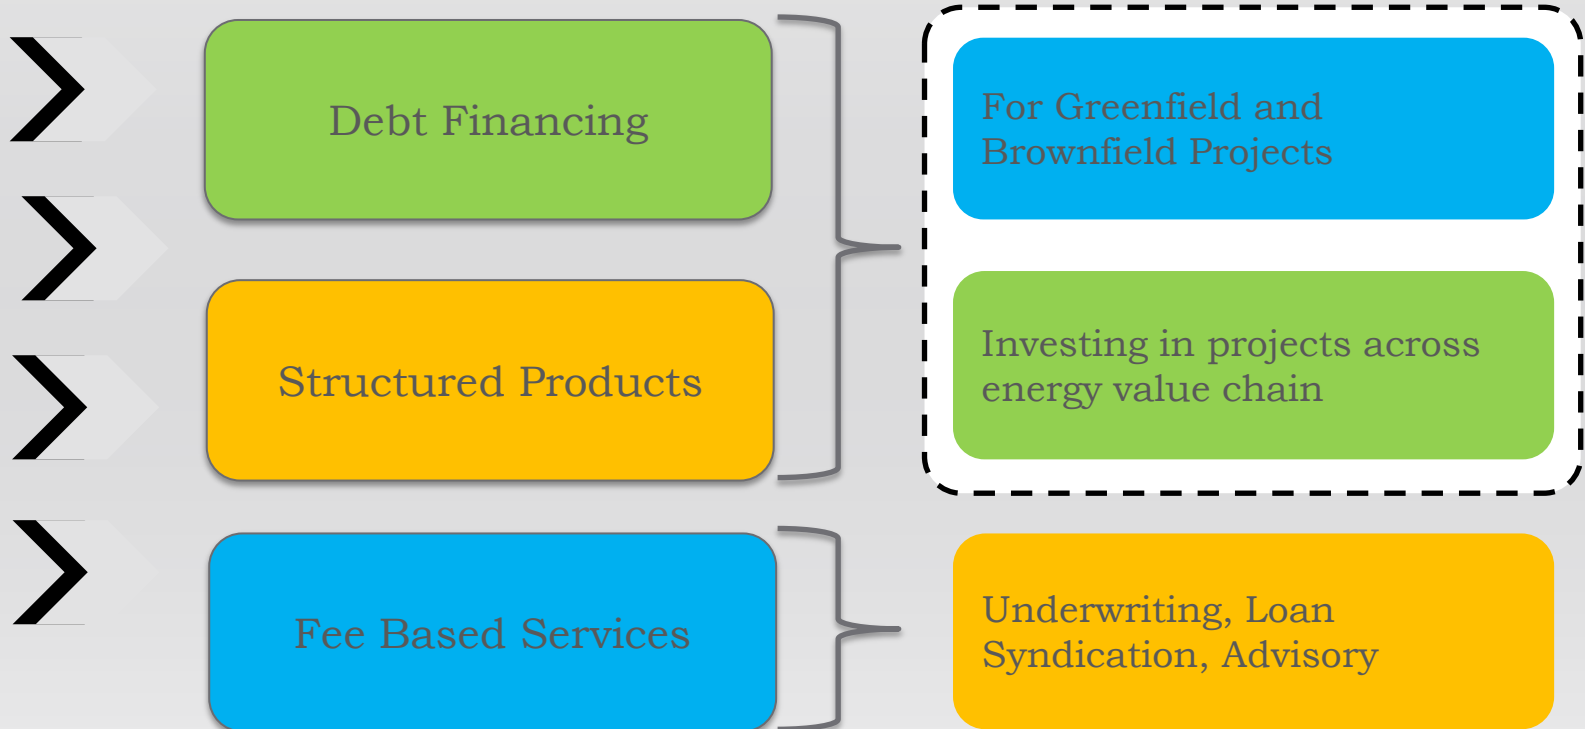 Debt Financing
For Greenfield and
Brownfield Projects
Structured Products
Investing in projects across
energy value chain
Fee Based Services
Underwriting, Loan
Syndication, Advisory